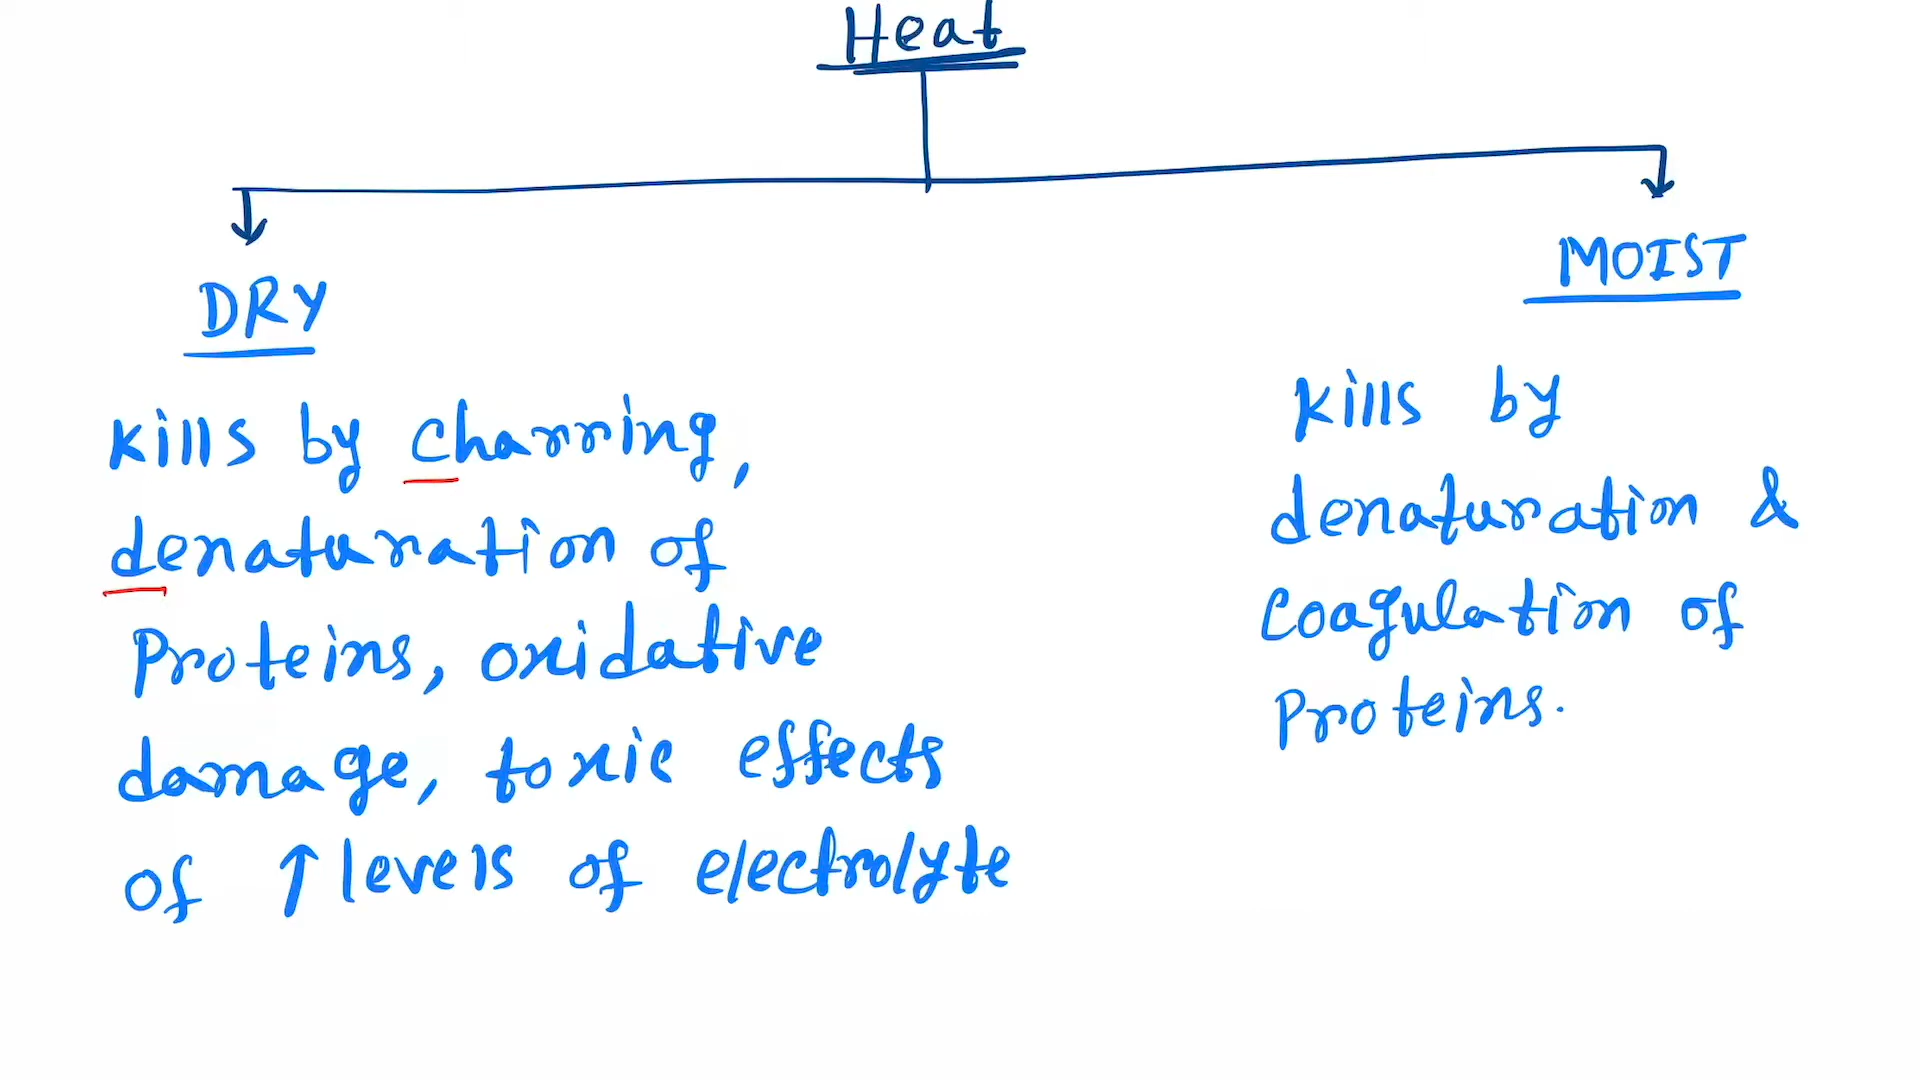 Heat
DRY
Kills by charring,
denaturation of
Proteins, oxidative
damage, toxic effects
of ↑ levels of electrolyte
MOIST
Kills by
denaturation &
Coagulation of
Proteins.